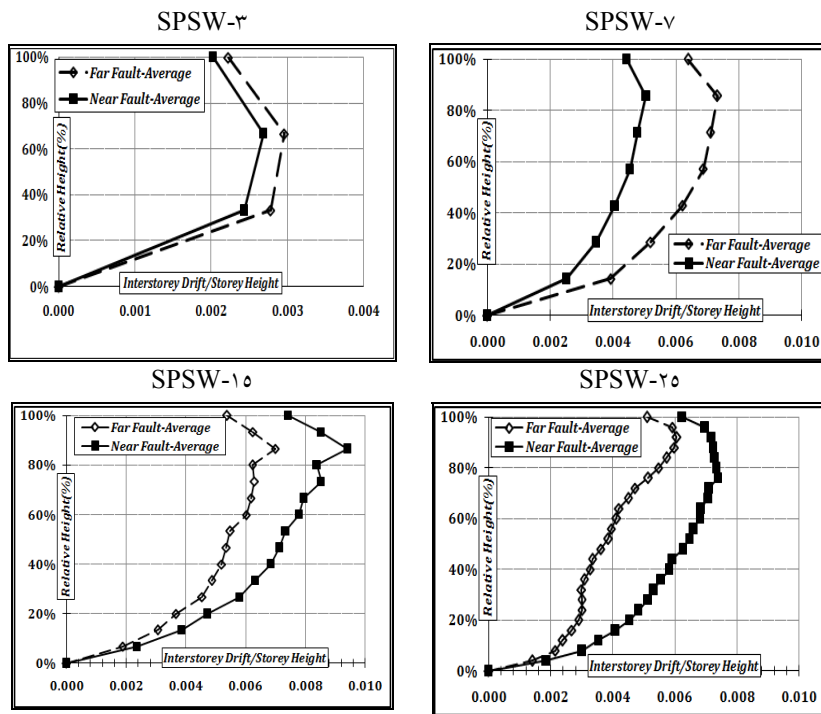 SPSW-۳
100%
80%
60%
40%
20%
0%
Relative Height(%)
Far Fault-Average
Near Fault-Average
Interstorey Drift/Storey Height
0.000 0.001 0.002 0.003 0.004
SPSW-۷
100%
80%
60%
40%
20%
0%
Relative Height(%)
Far Fault-Average
Near Fault-Average
Interstorey Drift/Storey Height
0.000 0.002 0.004 0.006 0.008 0.010
SPSW-۱۵
100%
80%
60%
40%
20%
0%
Relative Height(%)
Far Fault-Average
Near Fault-Average
Interstorey Drift/Storey Height
0.000 0.002 0.004 0.006 0.008 0.010
SPSW-۲۵
100%
80%
60%
40%
20%
0%
Relative Height(%)
Far Fault-Average
Near Fault-Average
Interstorey Drift/Storey Height
0.000 0.002 0.004 0.006 0.008 0.010